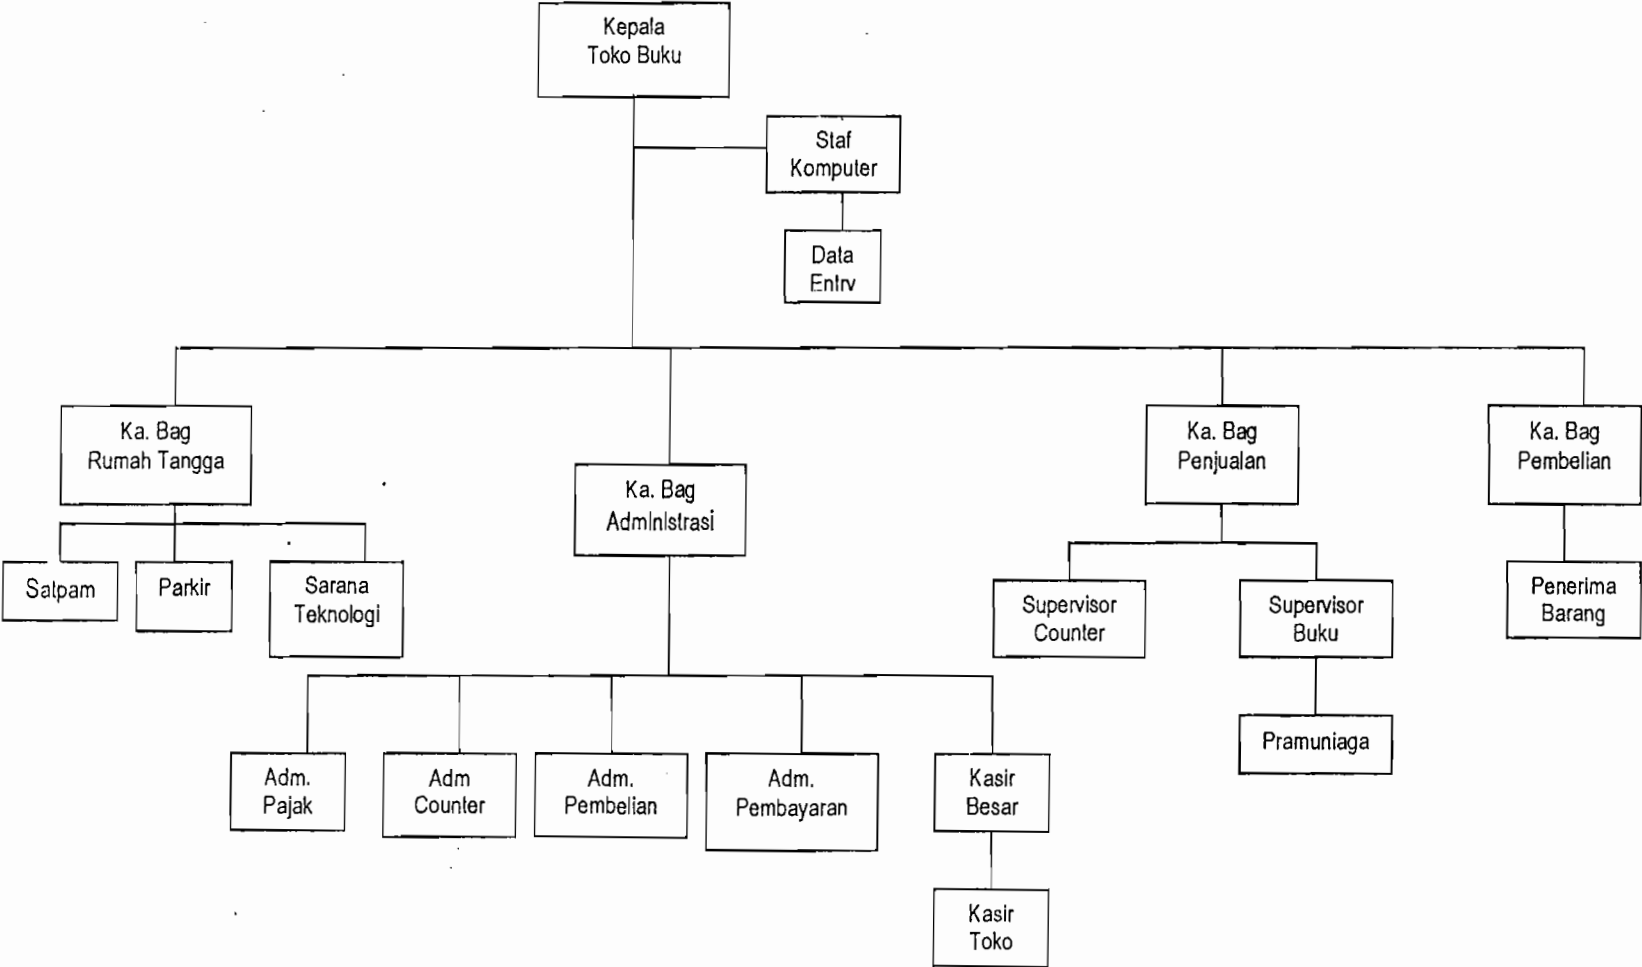 Kepala
Toko Buku
Staf
Komputer
Data
Entry
Ka. Bag
Rumah Tangga
Ka. Bag
Administrasi
Ka. Bag
Penjualan
Ka. Bag
Pembelian
Satpam
Parkir
Sarana
Teknologi
Supervisor
Counter
Supervisor
Buku
Penerima
Barang
Pramuniaga
Adm.
Pajak
Adm
Counter
Adm.
Pembelian
Adm.
Pembayaran
Kasir
Besar
Kasir
Toko